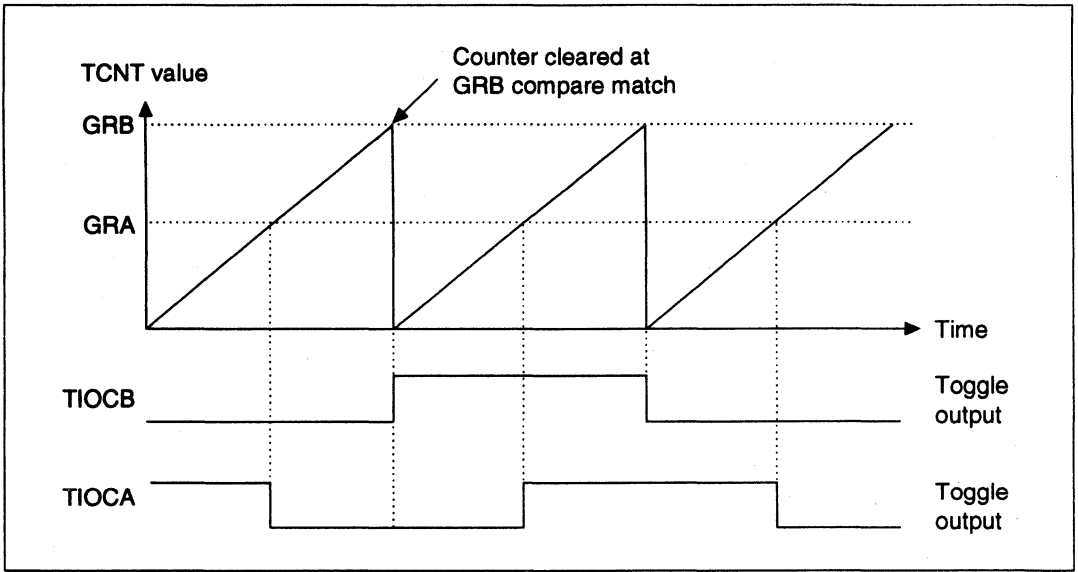 Counter cleared at
GRB compare match
TCNT value
GRB
GRA
Time
TIOCB
Toggle
output
TIOCA
Toggle
output